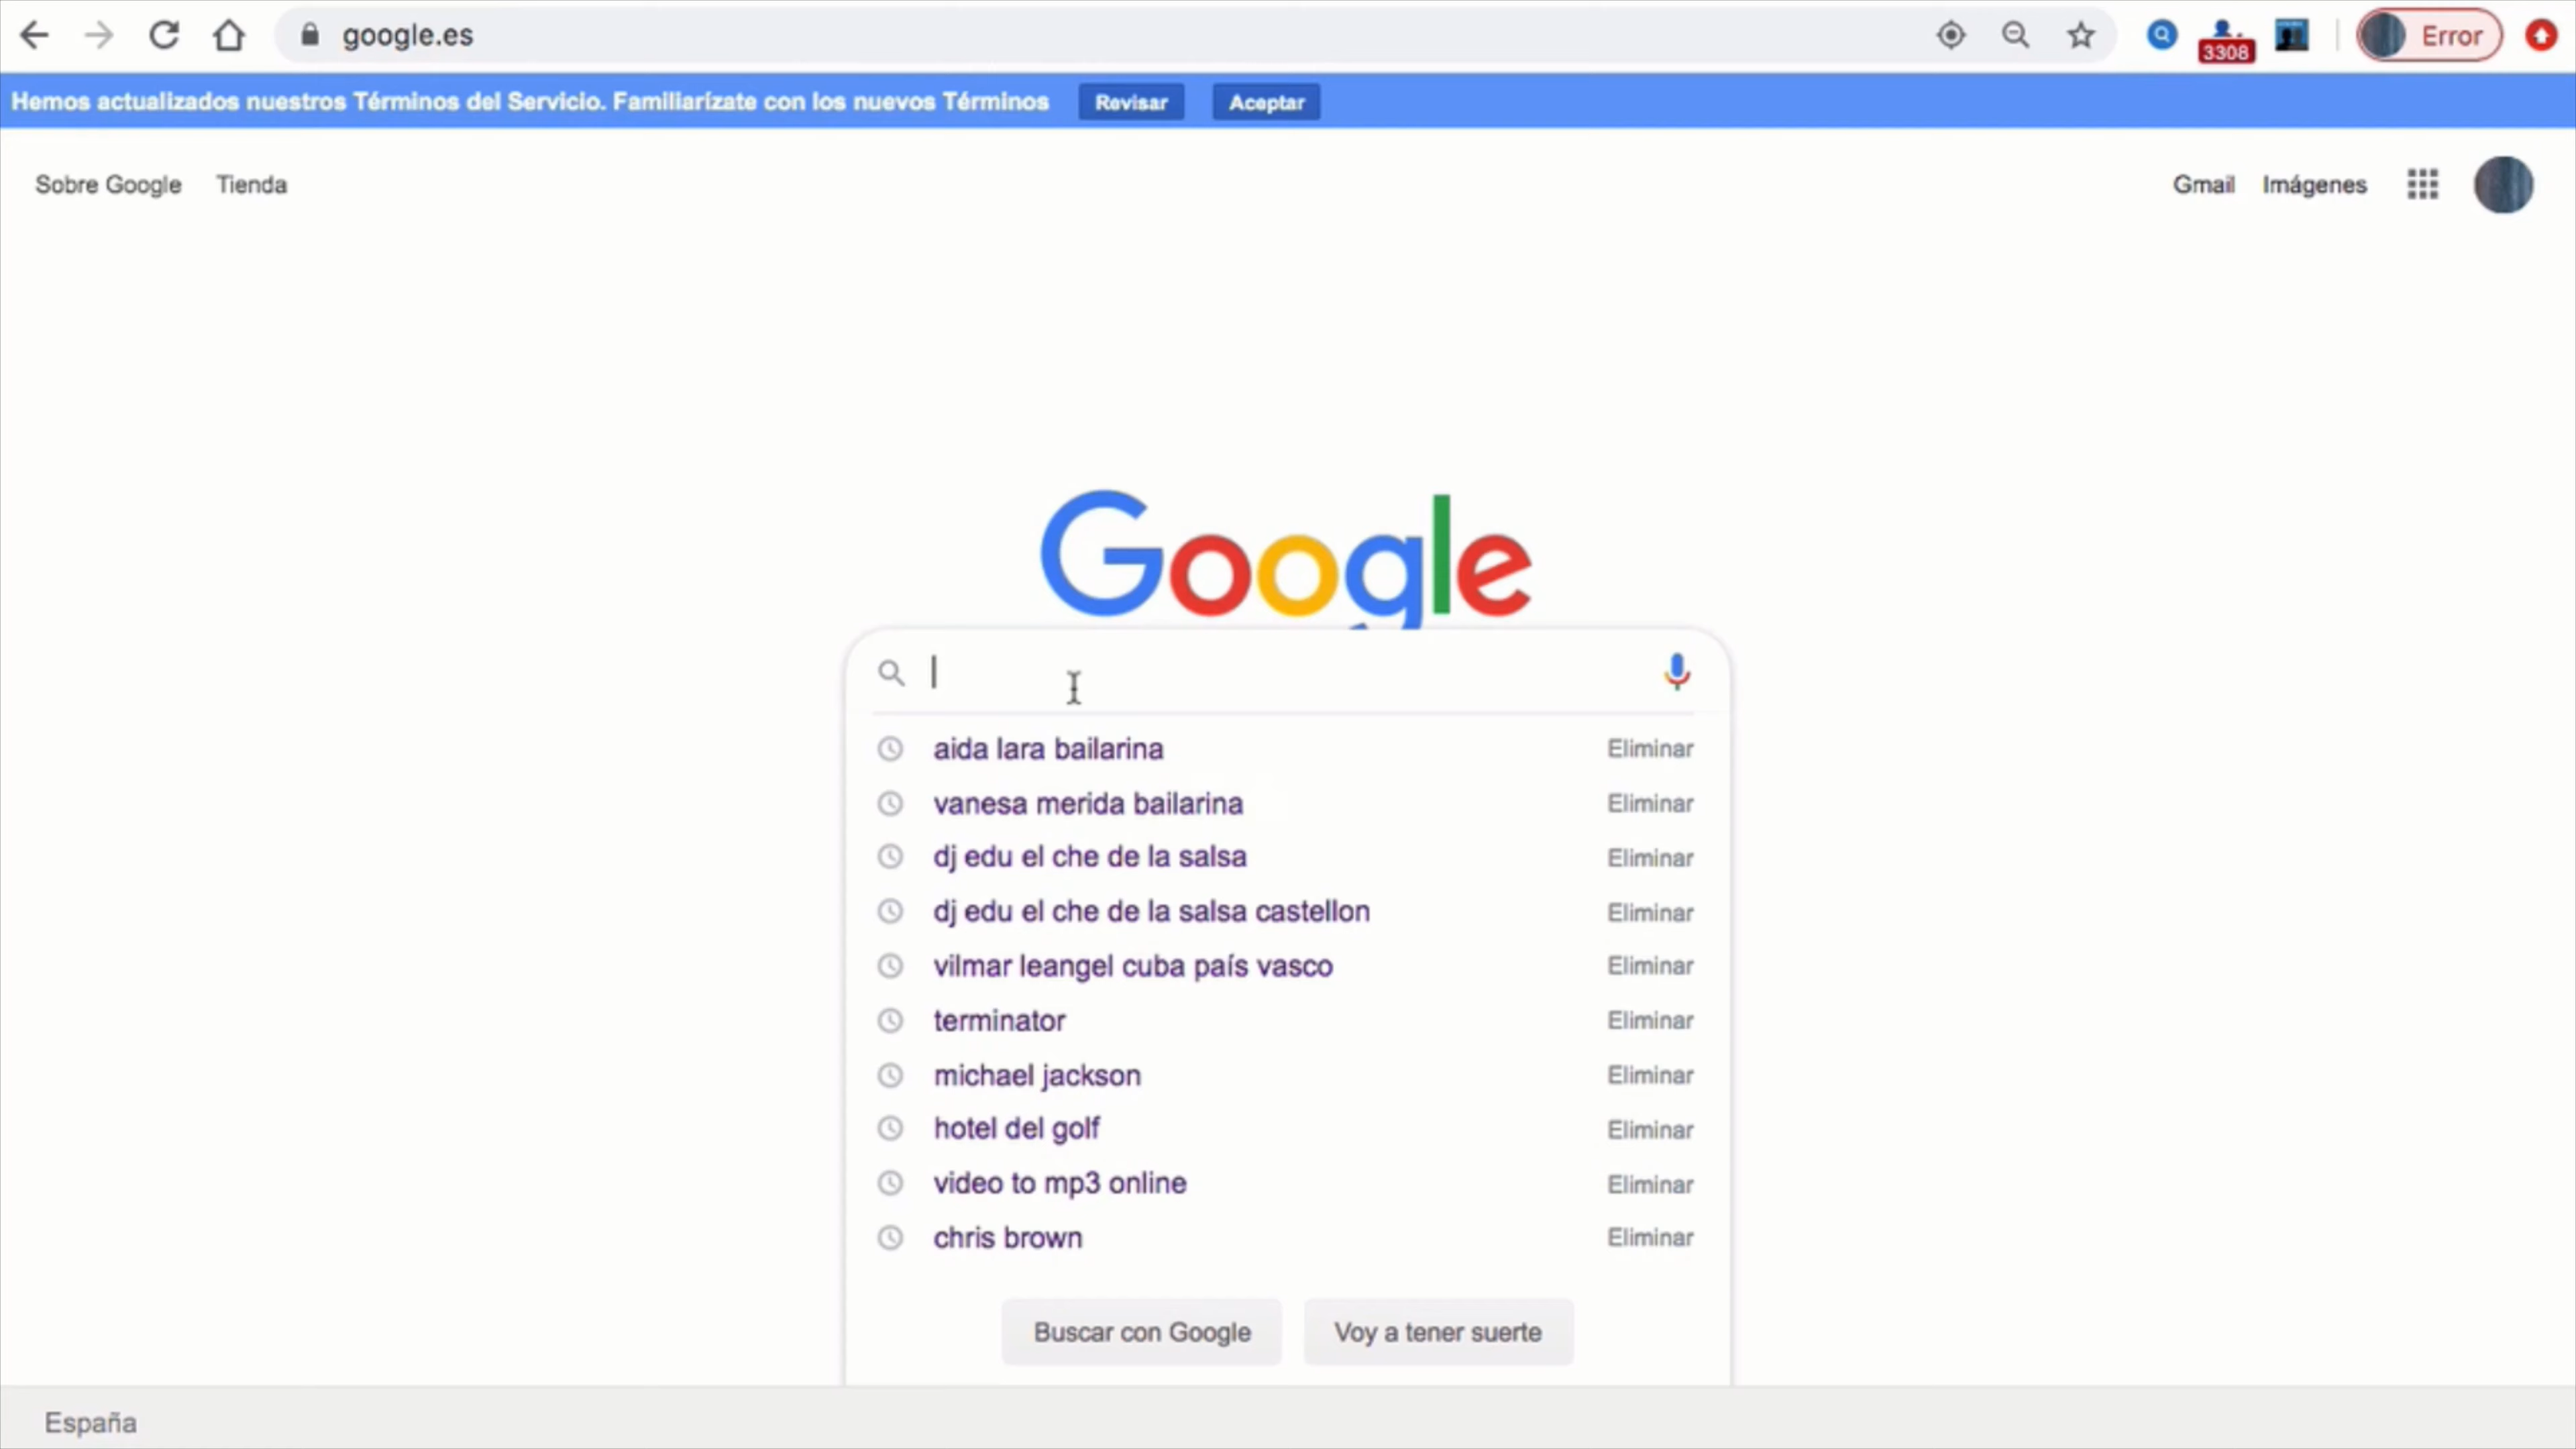 google.es
3308
Error
Hemos actualizados nuestros Términos del Servicio. Familiarízate con los nuevos Términos
Revisar
Aceptar
Sobre Google
Tienda
Gmail
Imágenes
Google
aida lara bailarina
Eliminar
vanesa merida bailarina
Eliminar
dj edu el che de la salsa
Eliminar
dj edu el che de la salsa castellon
Eliminar
vilmar leangel cuba país vasco
Eliminar
terminator
Eliminar
michael jackson
Eliminar
hotel del golf
Eliminar
video to mp3 online
Eliminar
chris brown
Eliminar
Buscar con Google
Voy a tener suerte
España